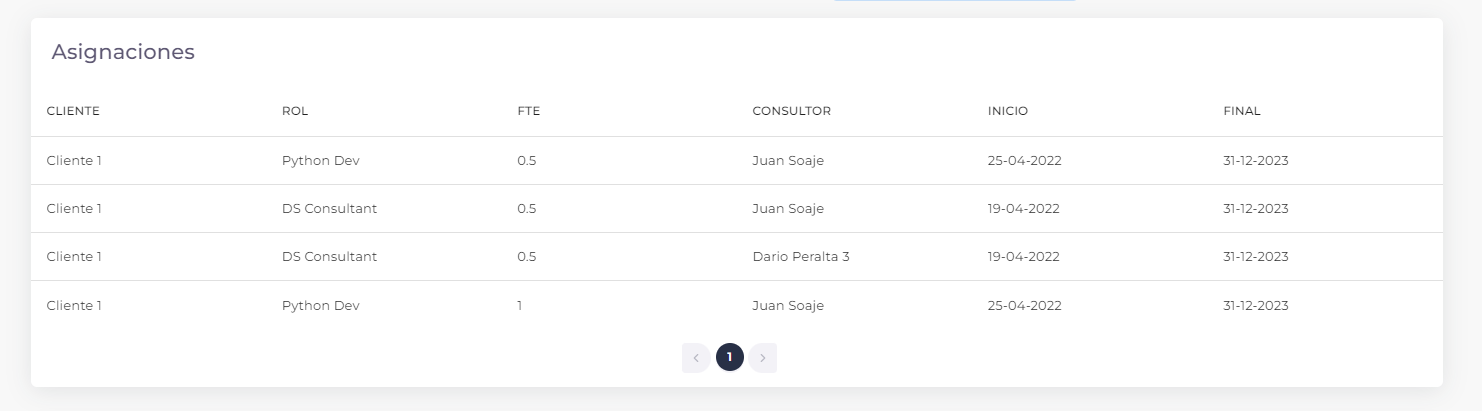 Asignaciones
CLIENTE ROL FTE CONSULTOR INICIO FINAL
Cliente 1 Python Dev 0.5 Juan Soaje 25-04-2022 31-12-2023
Cliente 1 DS Consultant 0.5 Juan Soaje 19-04-2022 31-12-2023
Cliente 1 DS Consultant 0.5 Dario Peralta 3 19-04-2022 31-12-2023
Cliente 1 Python Dev 1 Juan Soaje 25-04-2022 31-12-2023
1